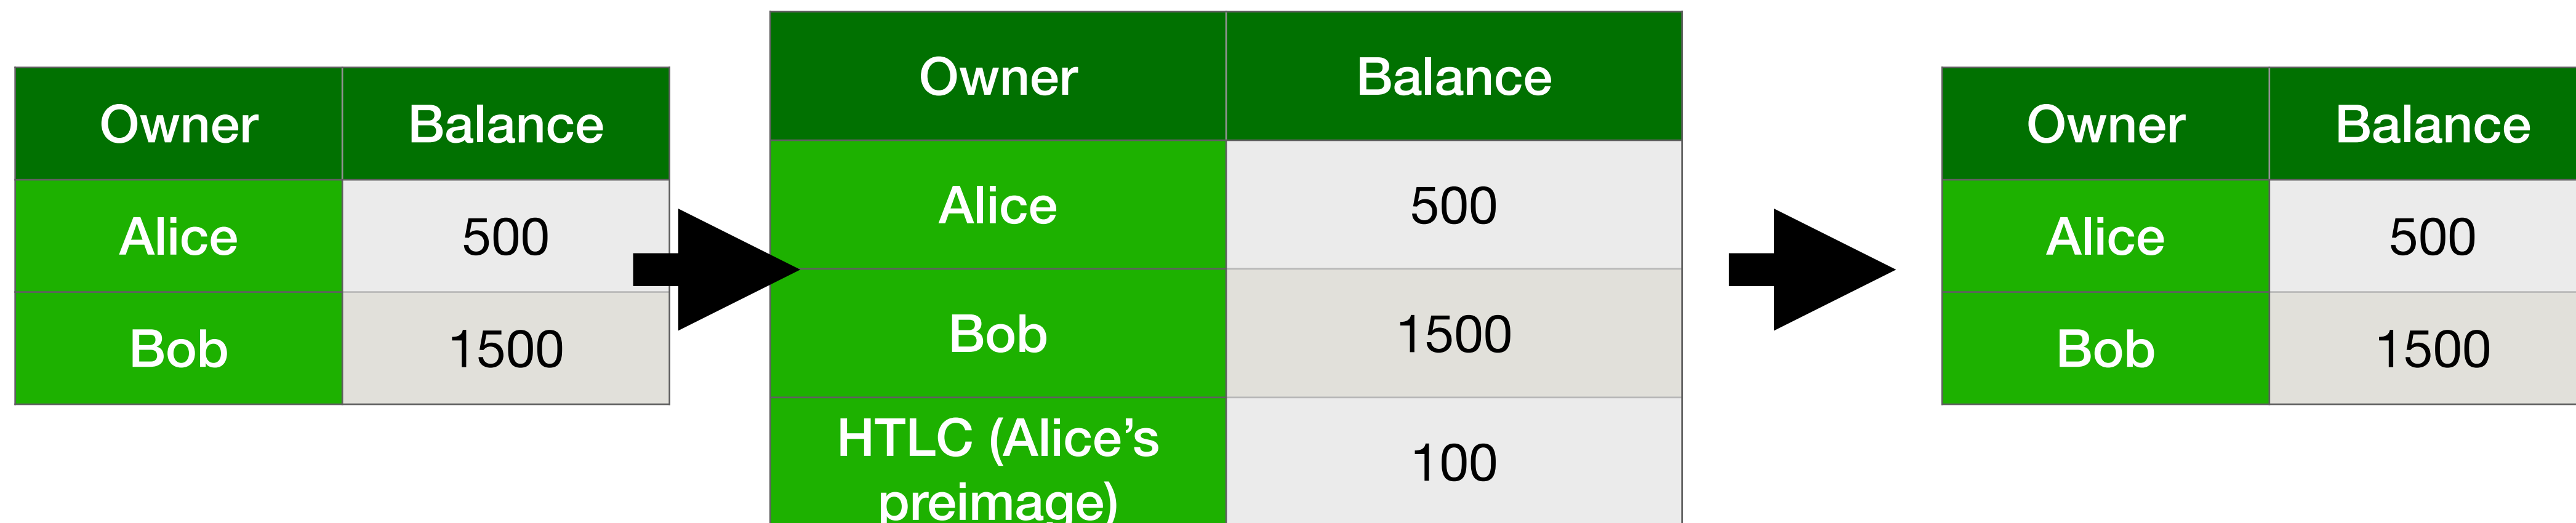 Owner Balance
Alice 500
Bob 1500
Owner Balance
Alice 500
Bob 1500
HTLC (Alice’s
preimage) 100
Owner Balance
Alice 500
Bob 1500